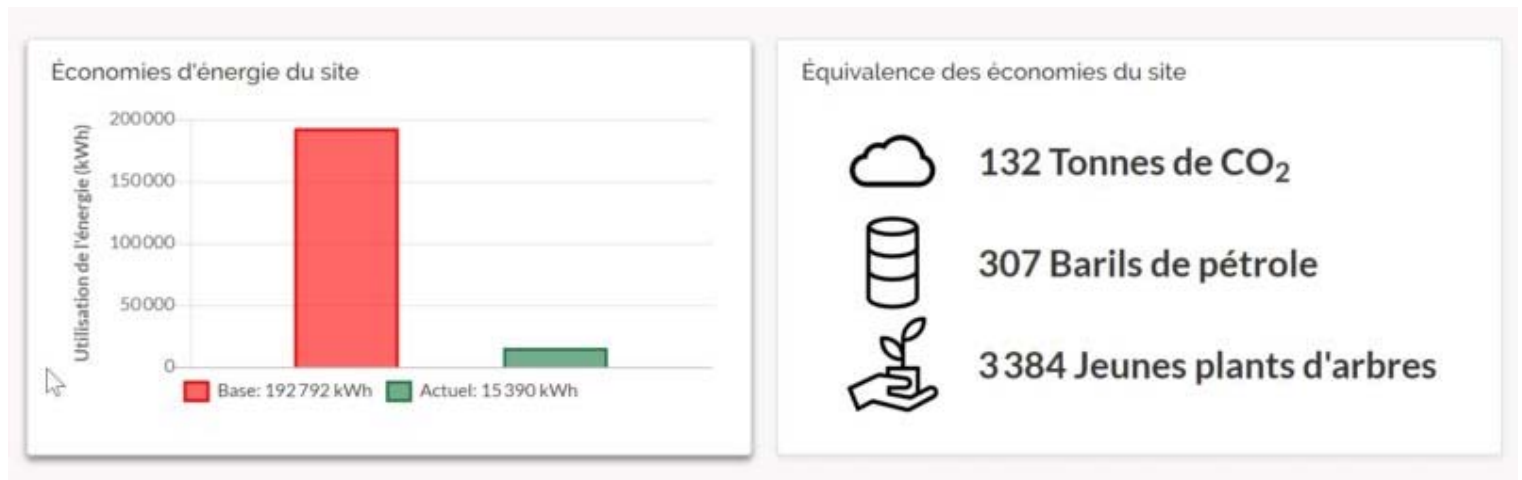 Économies d'énergie du site
Utilisation de l'énergie (kWh)
200000
150000
100000
50000
0
Base: 192792 kWh Actuel: 15390 kWh
Équivalence des économies du site
132 Tonnes de CO₂
307 Barils de pétrole
3384 Jeunes plants d'arbres